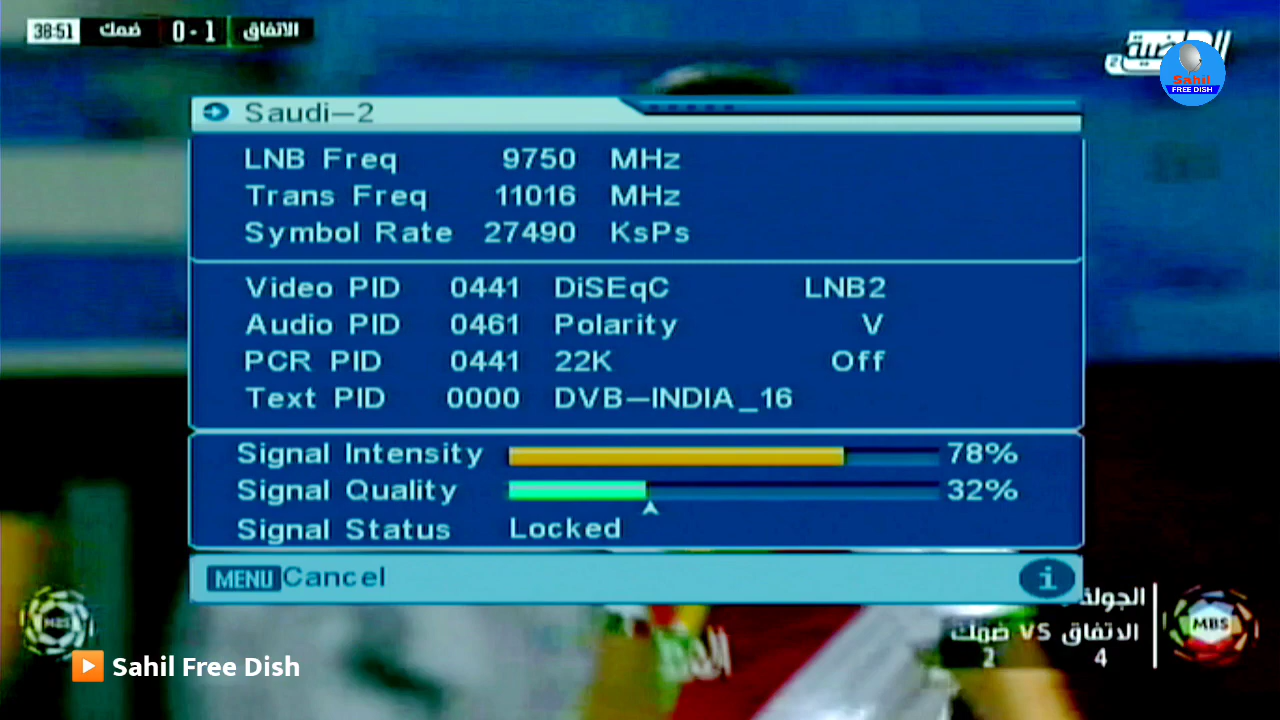 38:51 ضمك 0 - 1 الاتفاق
Sahil
FREE DISH
Saudi–2
LNB Freq 9750 MHz
Trans Freq 11016 MHz
Symbol Rate 27490 KsPs
Video PID 0441 DiSEqC LNB2
Audio PID 0461 Polarity V
PCR PID 0441 22K Off
Text PID 0000 DVB–INDIA_16
Signal Intensity 78%
Signal Quality 32%
Signal Status Locked
MENU Cancel i
الجولة
الاتفاق VS ضمك
2 4
MBS
MBS
Sahil Free Dish